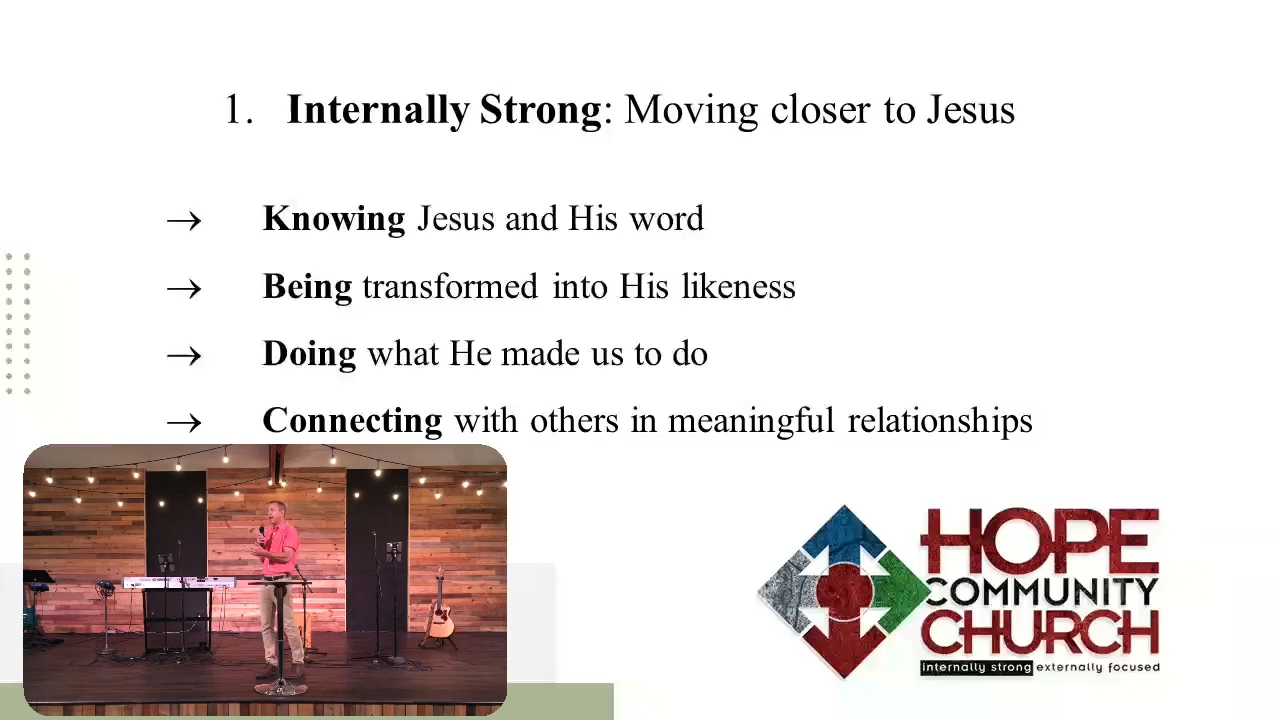 1. Internally Strong: Moving closer to Jesus
→ Knowing Jesus and His word
→ Being transformed into His likeness
→ Doing what He made us to do
→ Connecting with others in meaningful relationships
HOPE
COMMUNITY
CHURCH
internally strong externally focused